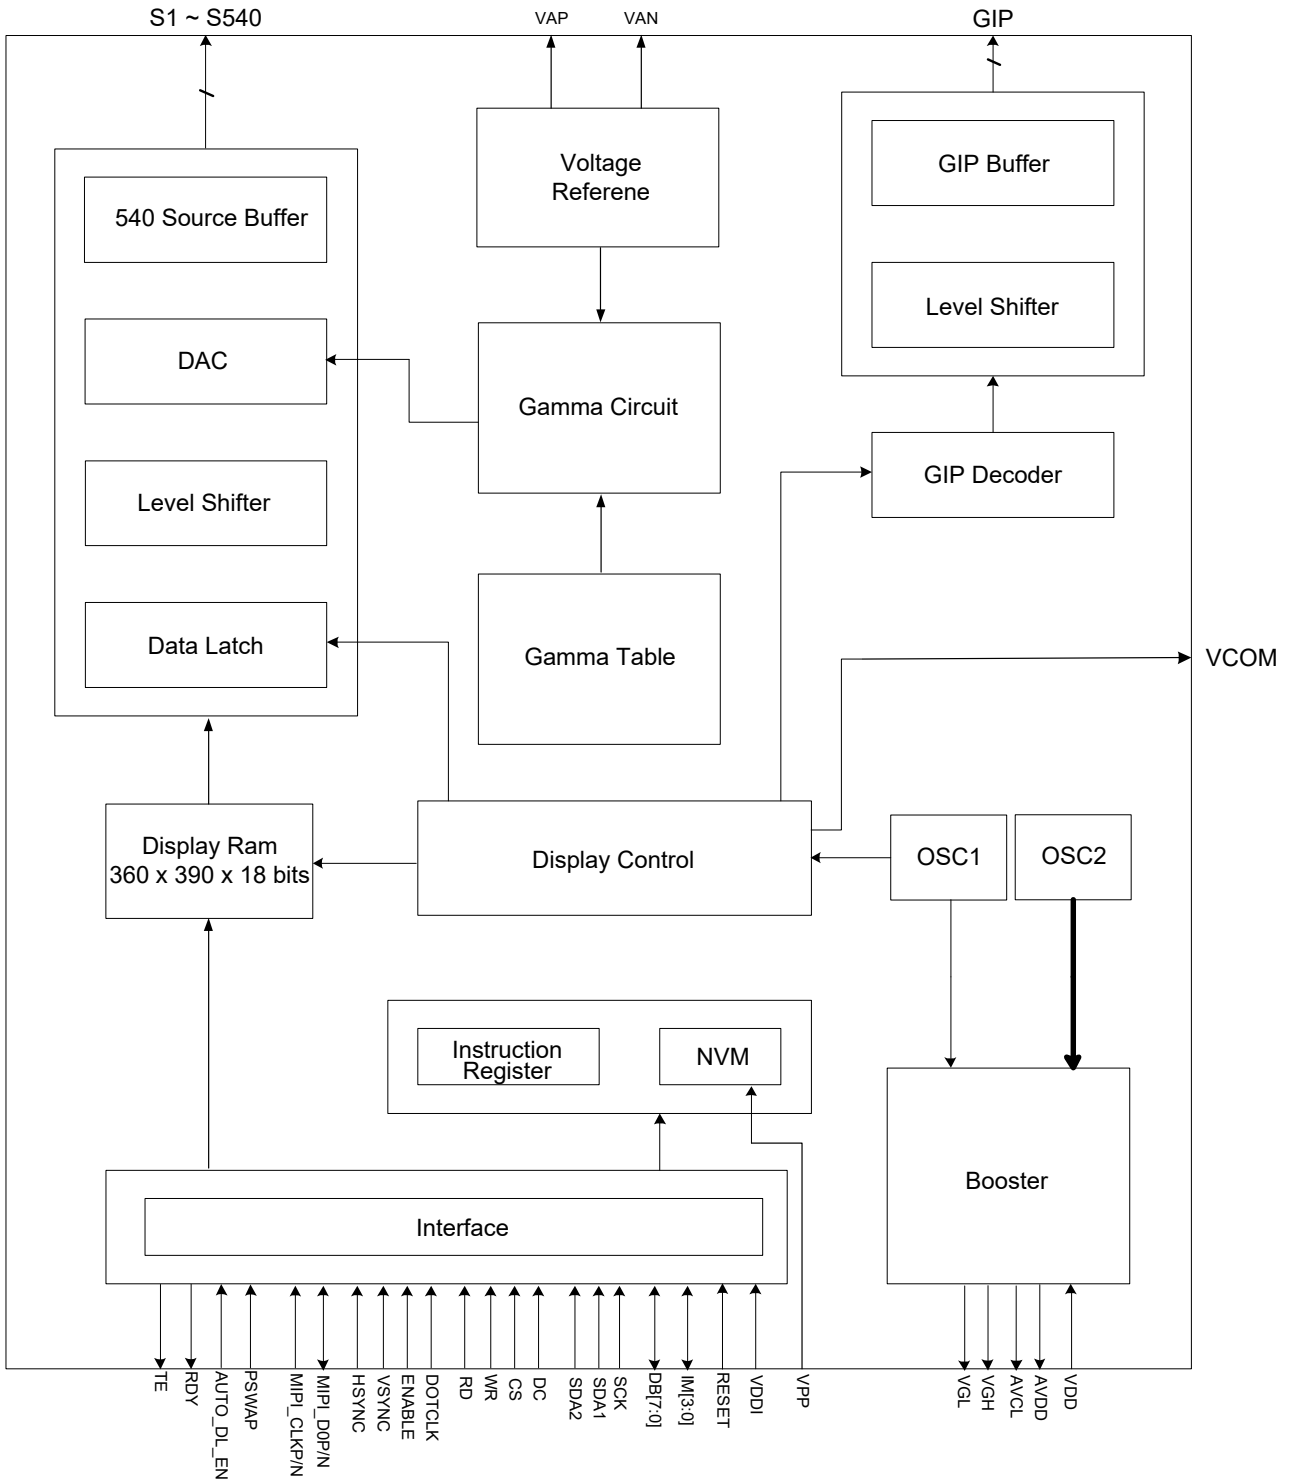 S1 ~ S540
VAP
VAN
GIP
Voltage
Referene
GIP Buffer
540 Source Buffer
Level Shifter
DAC
Gamma Circuit
GIP Decoder
Level Shifter
Data Latch
Gamma Table
VCOM
Display Ram
360 x 390 x 18 bits
Display Control
OSC1
OSC2
Instruction
Register
NVM
Booster
Interface
TE
RDY
AUTO_DL_EN
PSWAP
MIPI_CLKP/N
MIPI_D0P/N
HSYNC
VSYNC
ENABLE
DOTCLK
RD
WR
CS
DC
SDA2
SDA1
SCK
DB[7:0]
IM[3:0]
RESET
VDDI
VPP
VGL
VGH
AVCL
AVDD
VDD